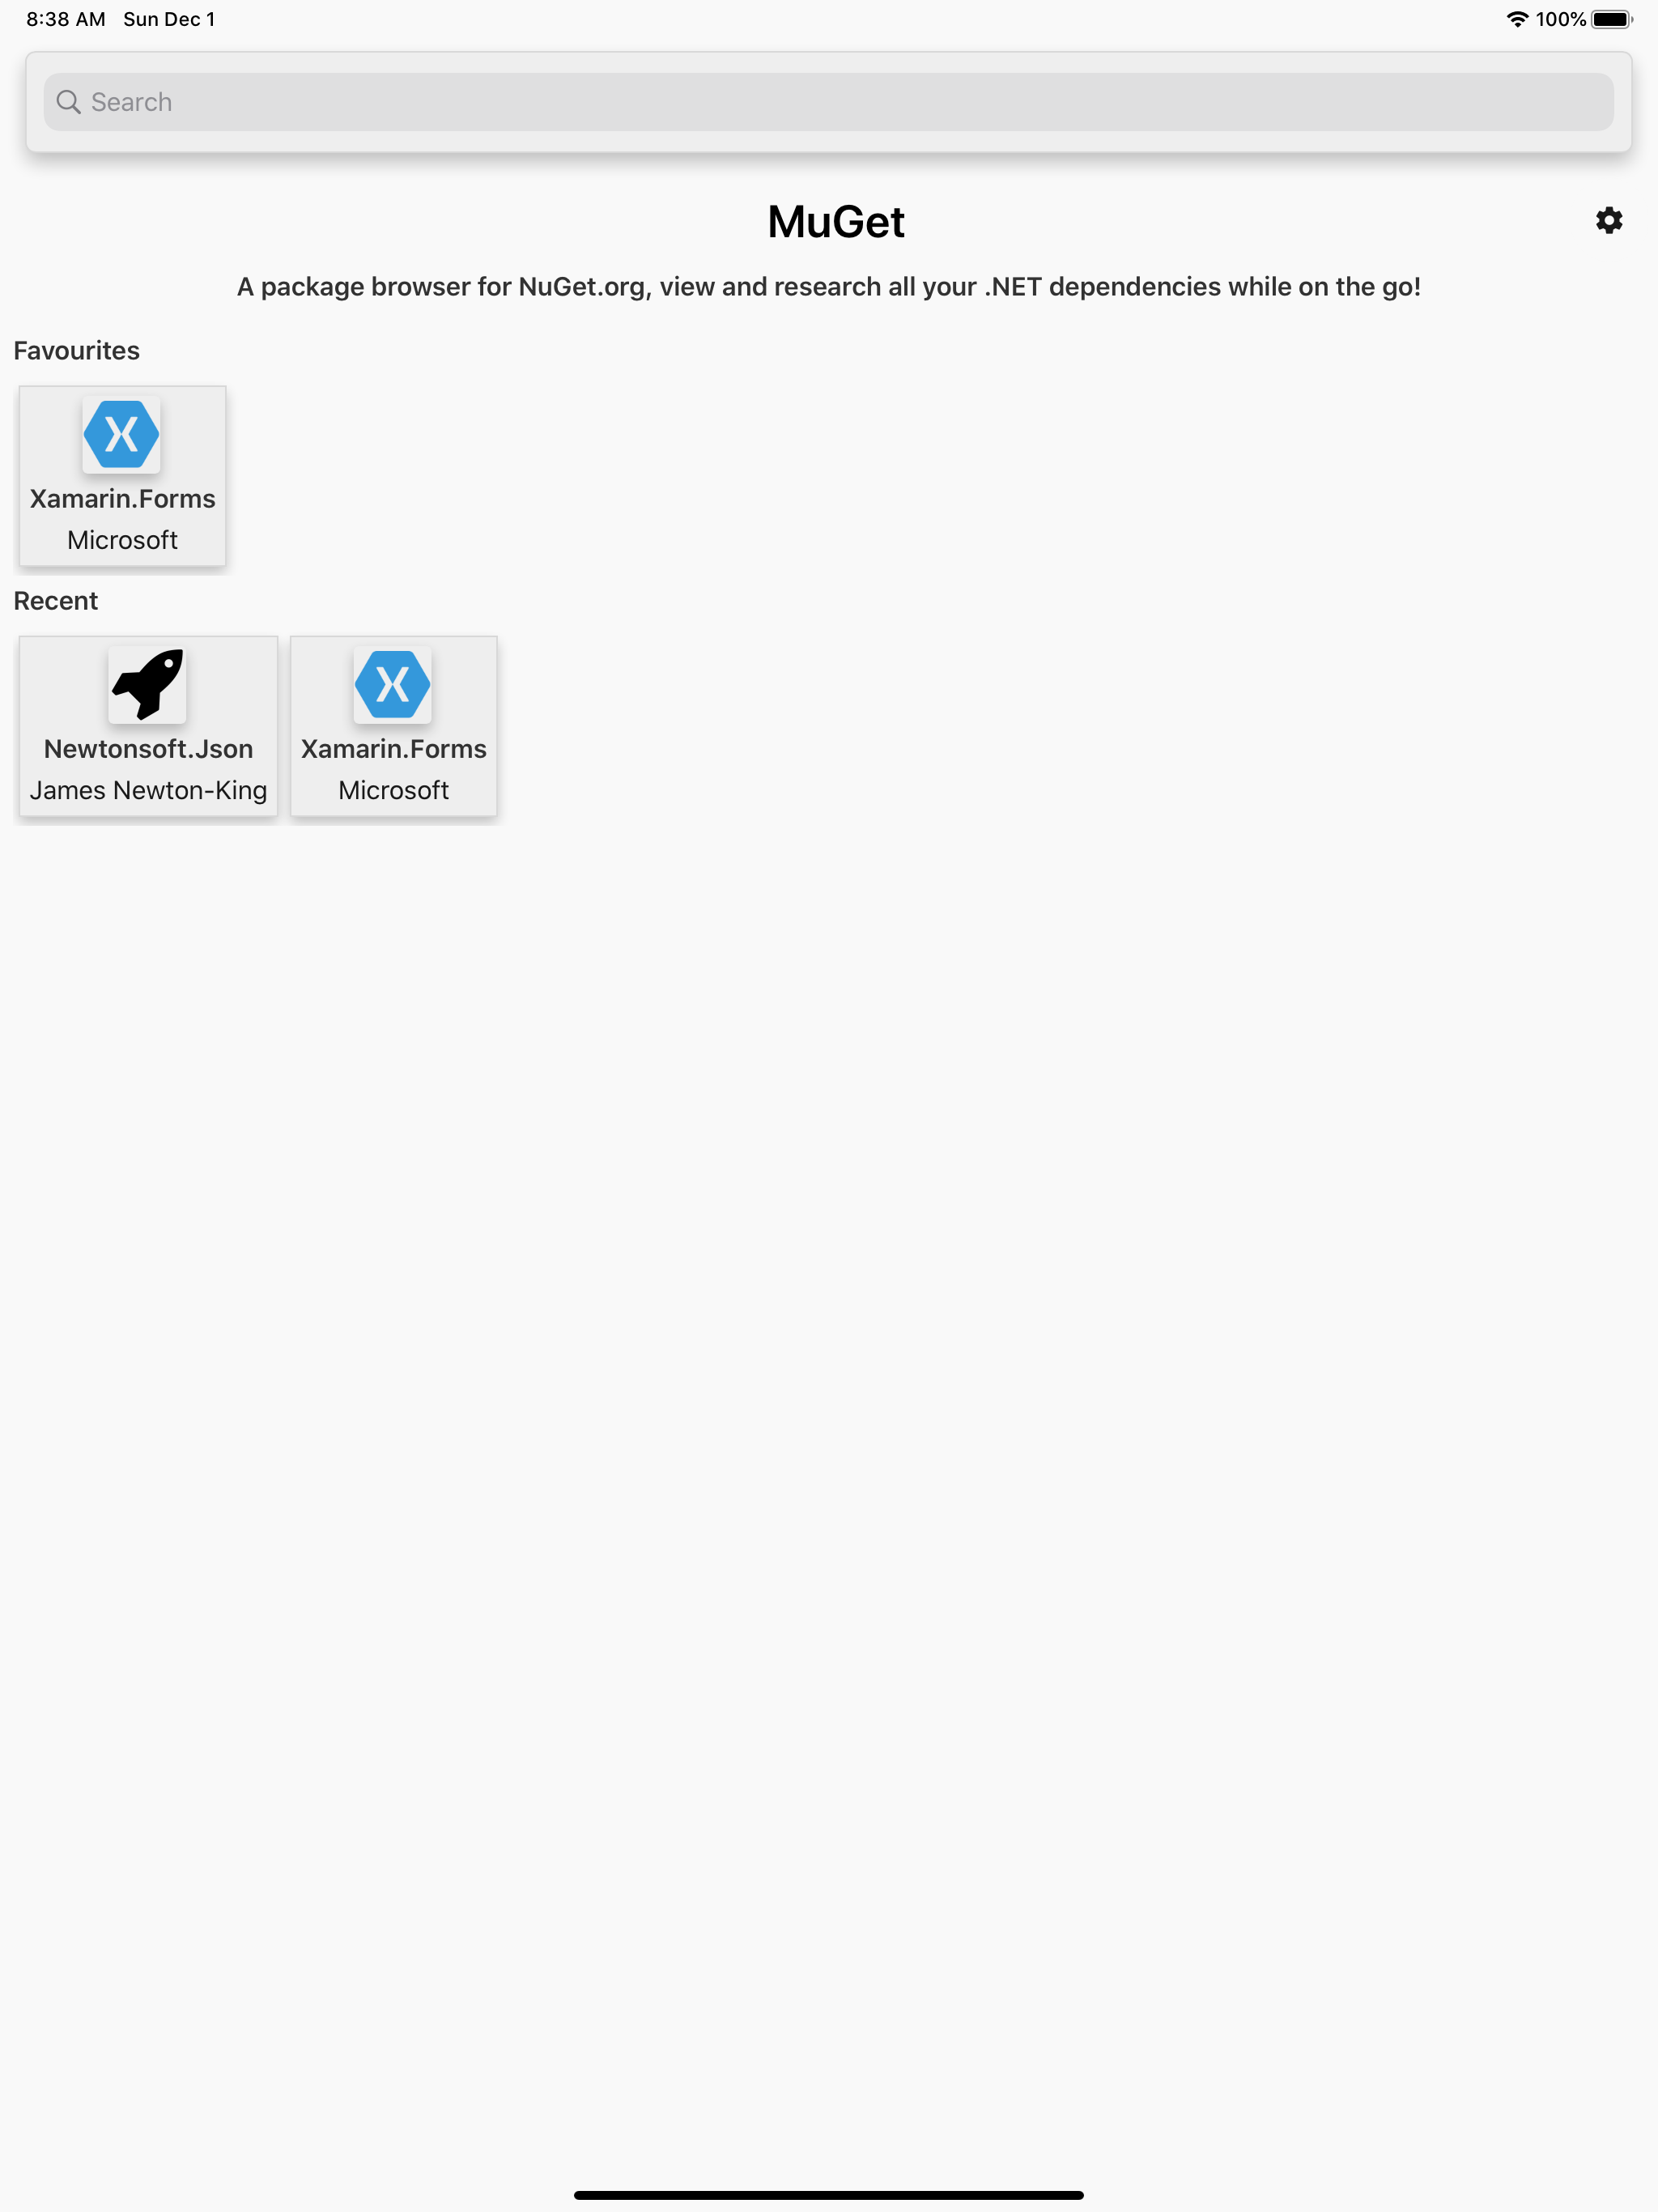 8:38 AM Sun Dec 1 100%
Search
MuGet
A package browser for NuGet.org, view and research all your .NET dependencies while on the go!
Favourites
Xamarin.Forms
Microsoft
Recent
Newtonsoft.Json
James Newton-King
Xamarin.Forms
Microsoft